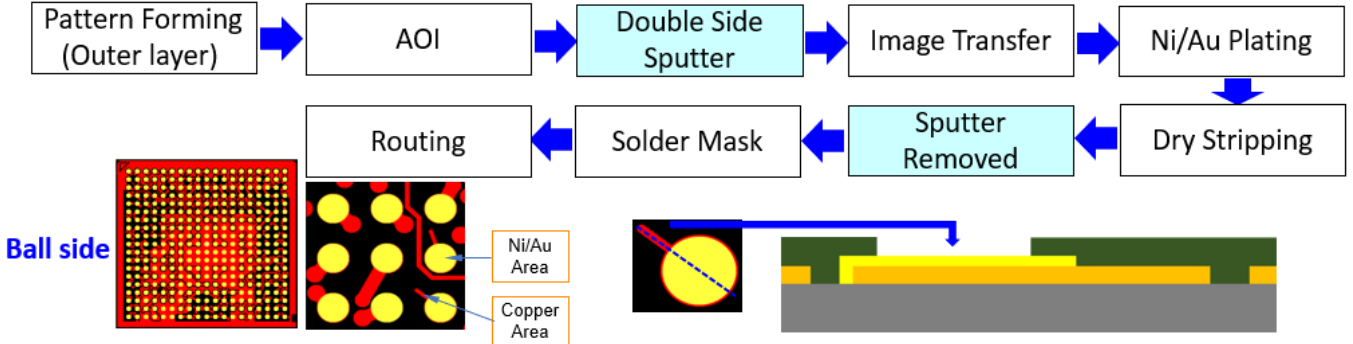 Pattern Forming
(Outer layer)
AOI
Double Side
Sputter
Image Transfer
Ni/Au Plating
Routing
Solder Mask
Sputter
Removed
Dry Stripping
Ball side
Ni/Au
Area
Copper
Area